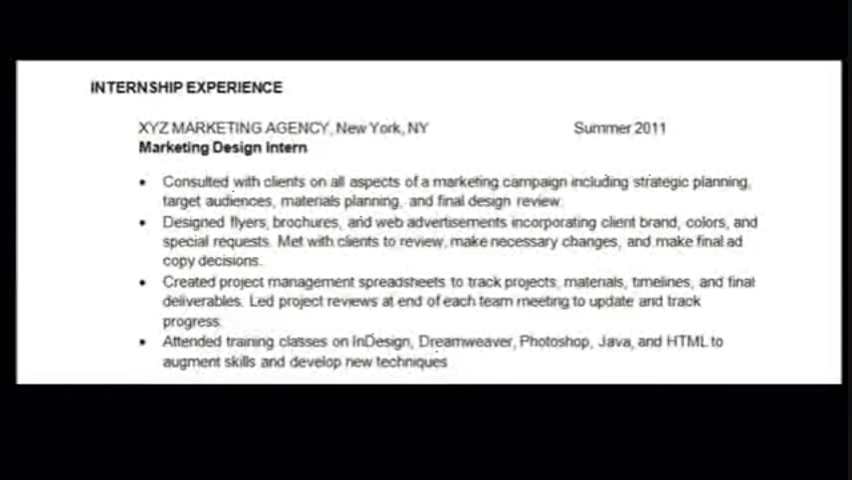 INTERNSHIP EXPERIENCE
XYZ MARKETING AGENCY, New York, NY Summer 2011
Marketing Design Intern
• Consulted with clients on all aspects of a marketing campaign including strategic planning,
target audiences, materials planning, and final design review.
• Designed flyers, brochures, and web advertisements incorporating client brand, colors, and
special requests. Met with clients to review, make necessary changes, and make final ad
copy decisions.
• Created project management spreadsheets to track projects, materials, timelines, and final
deliverables. Led project reviews at end of each team meeting to update and track
progress.
• Attended training classes on InDesign, Dreamweaver, Photoshop, Java, and HTML to
augment skills and develop new techniques